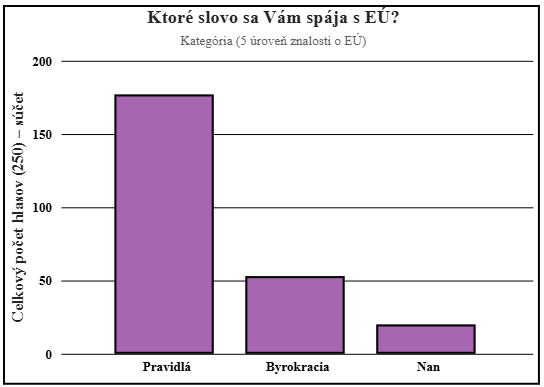 Ktoré slovo sa Vám spája s EÚ?
Kategória (5 úroveň znalosti o EÚ)
Celkový počet hlasov (250) – súčet
200
150
100
50
0
Pravidlá Byrokracia Nan